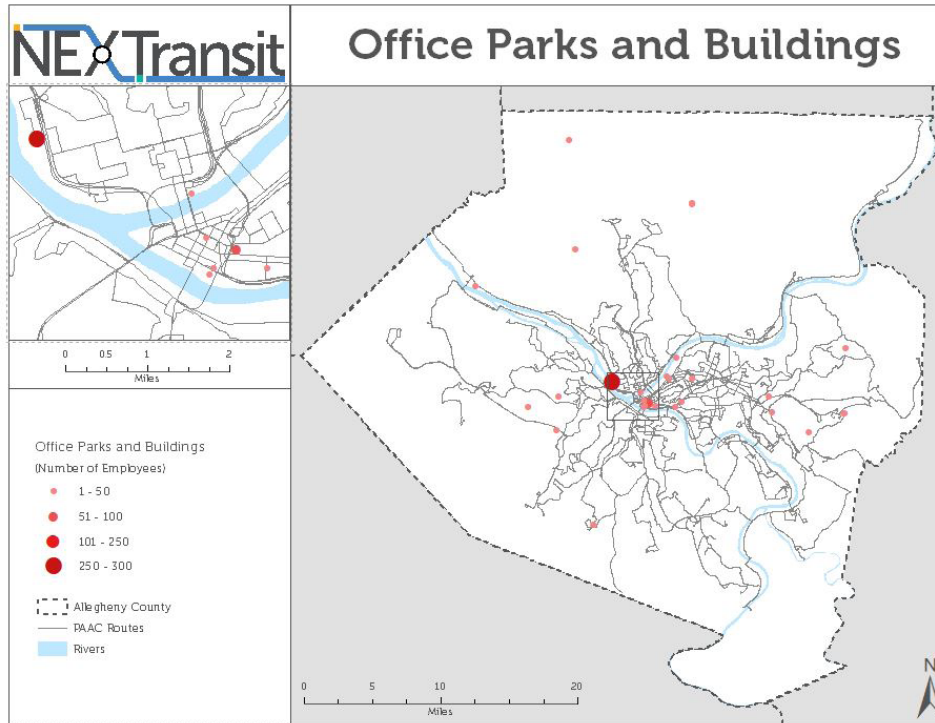 NEXTransit
Office Parks and Buildings
0 0.5 1 2
Miles
Office Parks and Buildings
(Number of Employees)
1 - 50
51 - 100
101 - 250
250 - 300
Allegheny County
PAAC Routes
Rivers
0 5 10 20
Miles
N